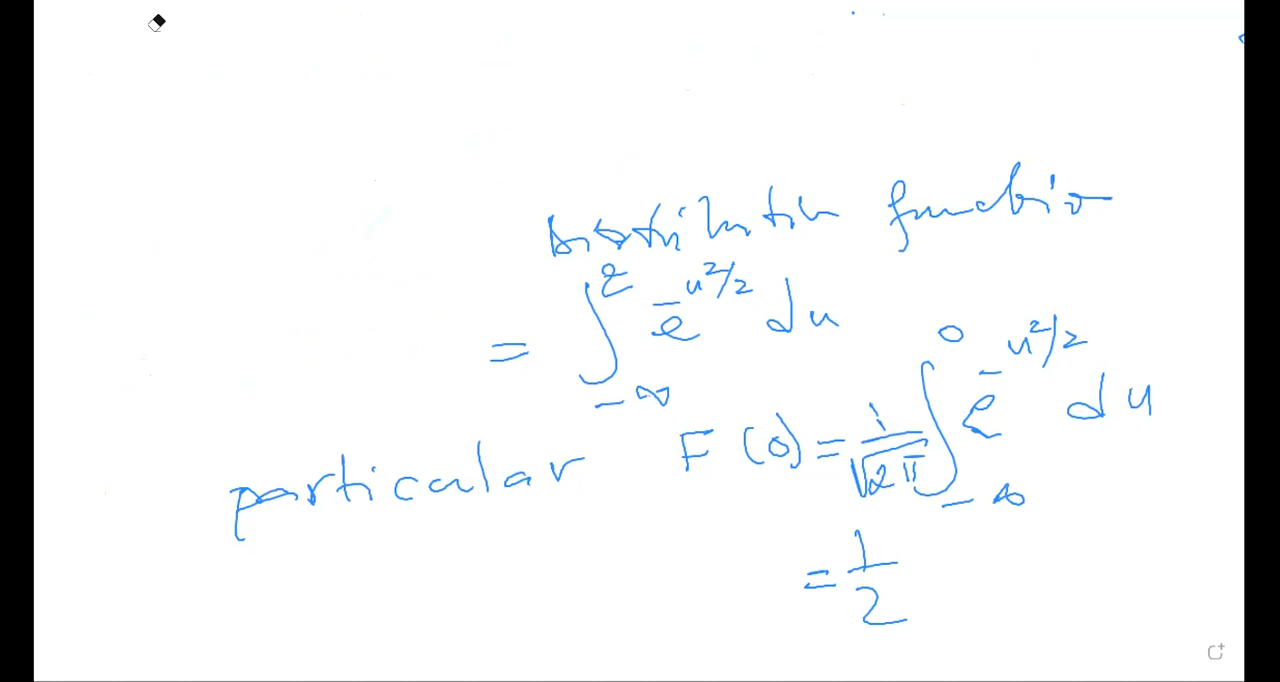 Distribution function
= ∫_{-∞}^{z} e^{-u²/2} du
particular F(0) = 1/√2π ∫_{-∞}^{0} e^{-u²/2} du
= 1/2